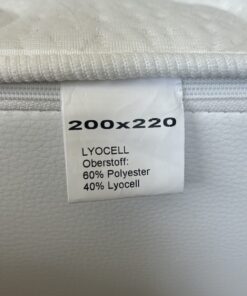 200x220
LYOCELL
Oberstoff:
60% Polyester
40% Lyocell